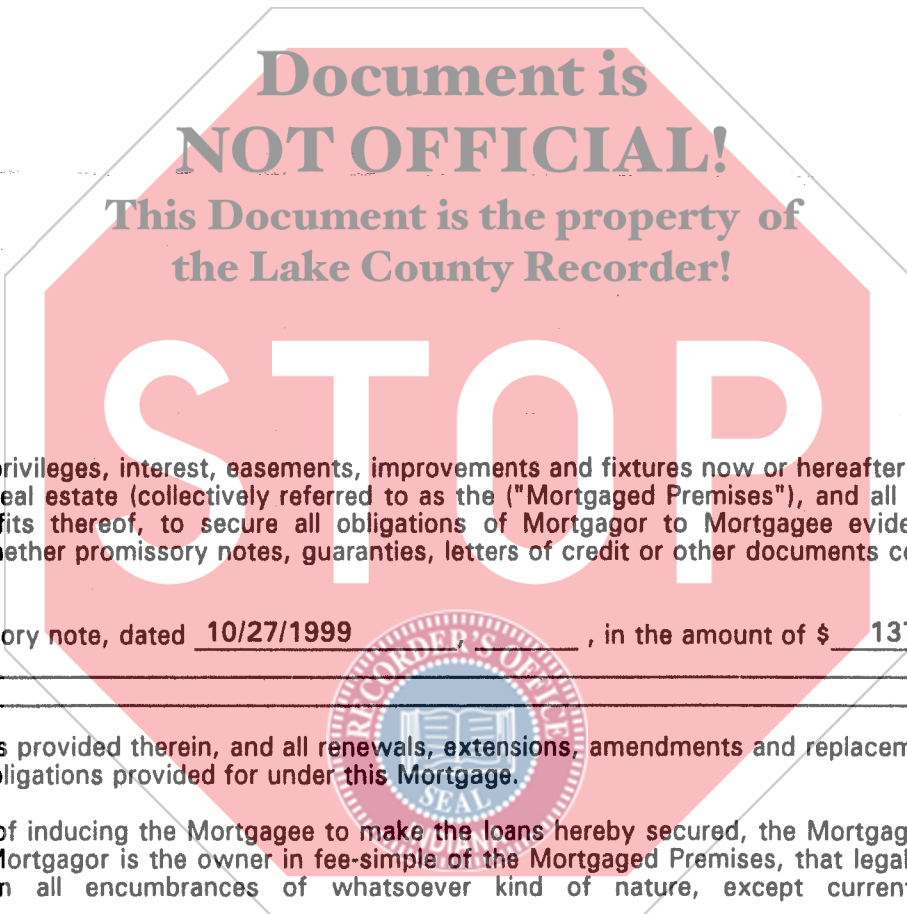 Document is
NOT OFFICIAL!
This Document is the property of
the Lake County Recorder!
STOP
rivileges, interest, easements, improvements and fixtures now or hereafter
eal estate (collectively referred to as the ("Mortgaged Premises"), and all
fits thereof, to secure all obligations of Mortgagor to Mortgagee evide
ether promissory notes, guaranties, letters of credit or other documents c
ory note, dated 10/27/1999 , , in the amount of $ 137
s provided therein, and all renewals, extensions, amendments and replacem
ligations provided for under this Mortgage.
of inducing the Mortgagee to make the loans hereby secured, the Mortgag
ortgagor is the owner in fee-simple of the Mortgaged Premises, that legal
n all encumbrances of whatsoever kind of nature, except curren
RECORDER'S OFFICE
SEAL